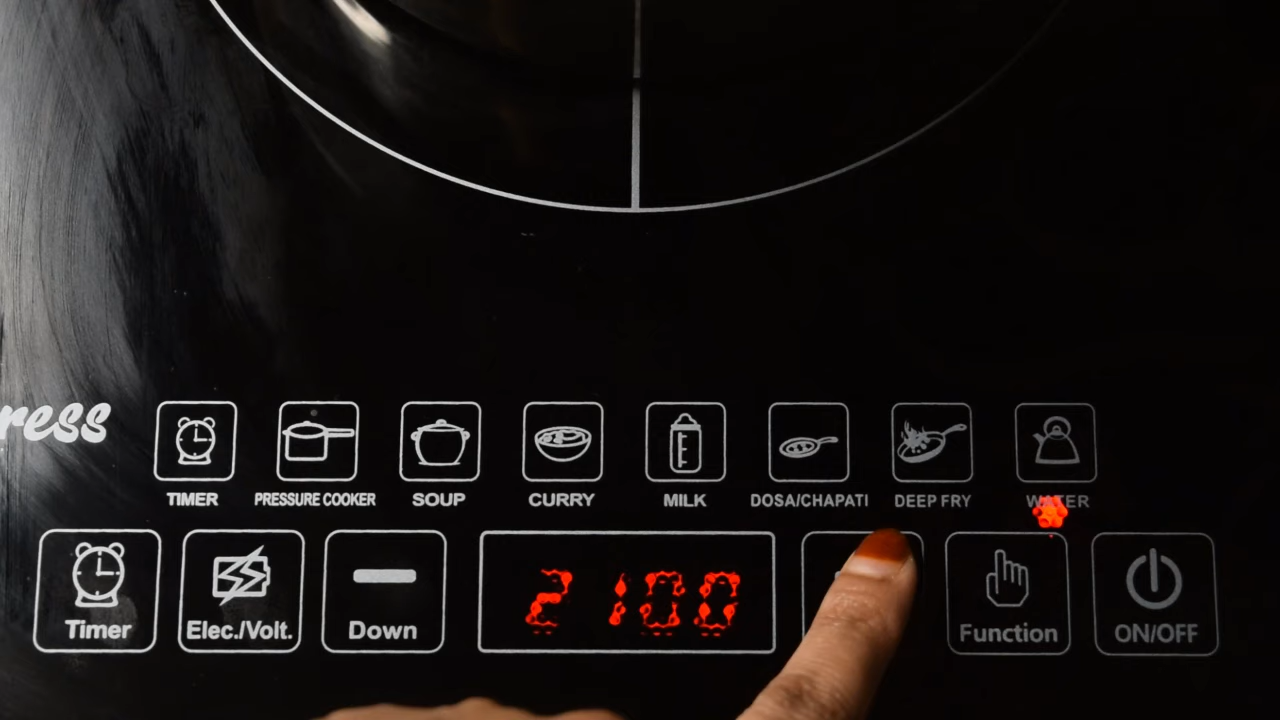 ress
TIMER PRESSURE COOKER SOUP CURRY MILK DOSA/CHAPATI DEEP FRY WATER
Timer Elec./Volt. Down 2100 Function ON/OFF